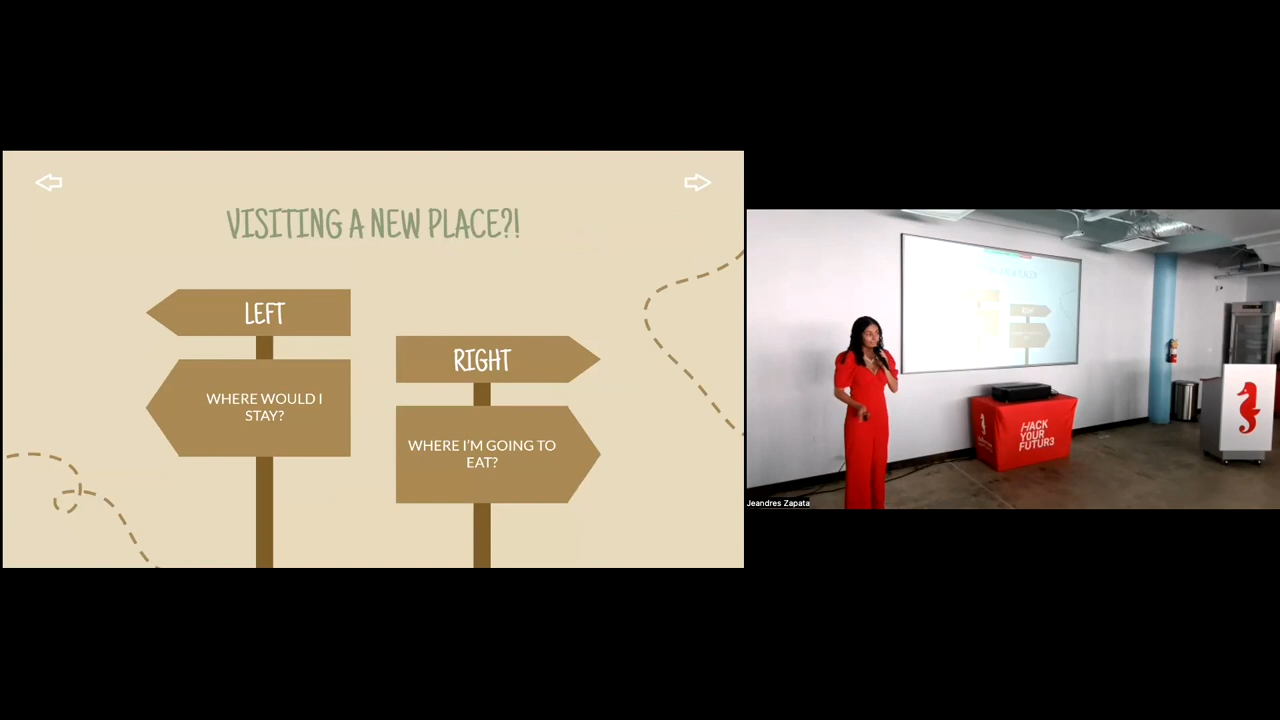 VISITING A NEW PLACE?!
LEFT
WHERE WOULD I
STAY?
RIGHT
WHERE I'M GOING TO
EAT?
HACK
YOUR
FUTUR3
Jeandres Zapata